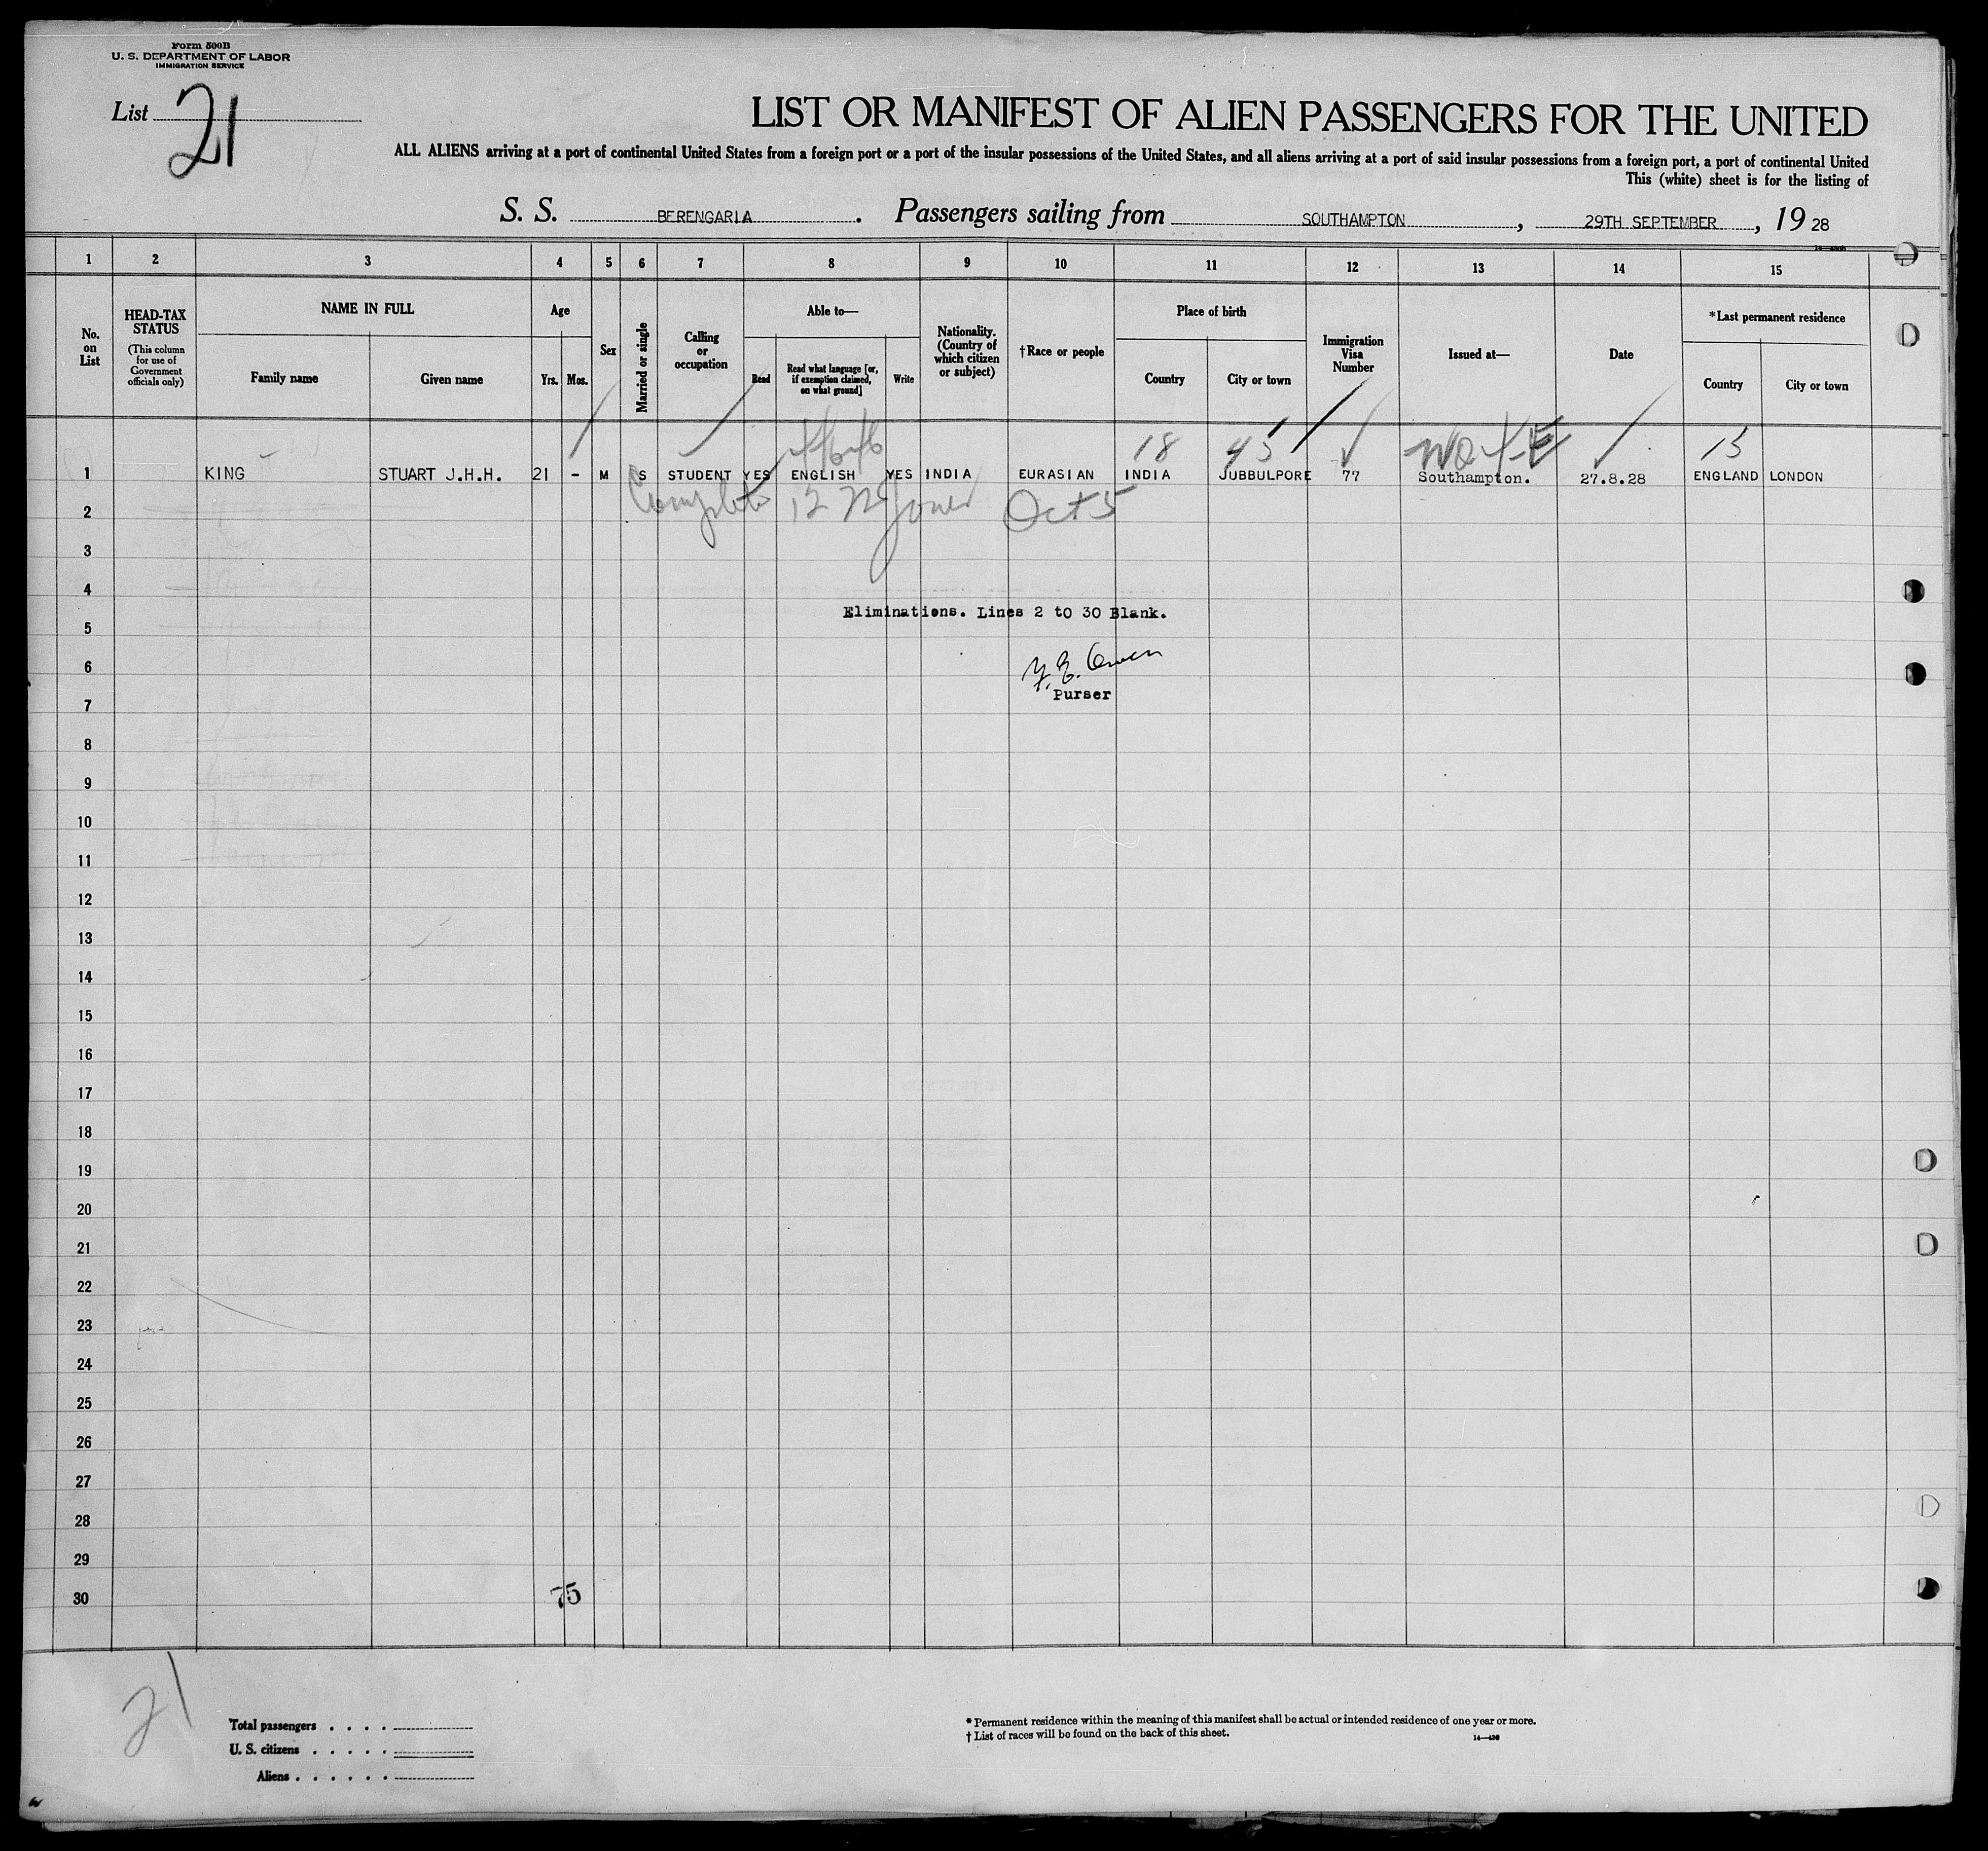 Form 500B
U. S. DEPARTMENT OF LABOR
IMMIGRATION SERVICE
List 21
LIST OR MANIFEST OF ALIEN PASSENGERS FOR THE UNITED
ALL ALIENS arriving at a port of continental United States from a foreign port or a port of the insular possessions of the United States, and all aliens arriving at a port of said insular possessions from a foreign port, a port of continental United
This (white) sheet is for the listing of
S. S. BERENGARIA. Passengers sailing from SOUTHAMPTON, 29TH SEPTEMBER, 19 28
1 2 3 4 5 6 7 8 9 10 11 12 13 14 15
No. on List
HEAD-TAX STATUS
(This column for use of Government officials only)
NAME IN FULL
Family name
Given name
Age
Yrs.
Mos.
Sex
Married or single
Calling or occupation
Able to—
Read
Read what language [or, if exemption claimed, on what ground]
Write
Nationality. (Country of which citizen or subject)
†Race or people
Place of birth
Country
City or town
Immigration Visa Number
Issued at—
Date
*Last permanent residence
Country
City or town
18 45 15
1 KING STUART J.H.H. 21 - M S STUDENT YES ENGLISH YES INDIA EURASIAN INDIA JUBBULPORE 77 Southampton. 27.8.28 ENGLAND LONDON
Complete 12 Jones Oct 5
2
3
4
Eliminations. Lines 2 to 30 Blank.
5
6
Owen
Purser
7
8
9
10
11
12
13
14
15
16
17
18
19
20
21
22
23
24
25
26
27
28
29
30
75
21
Total passengers . . . .
U. S. citizens . . . . .
Aliens . . . . . .
* Permanent residence within the meaning of this manifest shall be actual or intended residence of one year or more.
† List of races will be found on the back of this sheet.
14—430